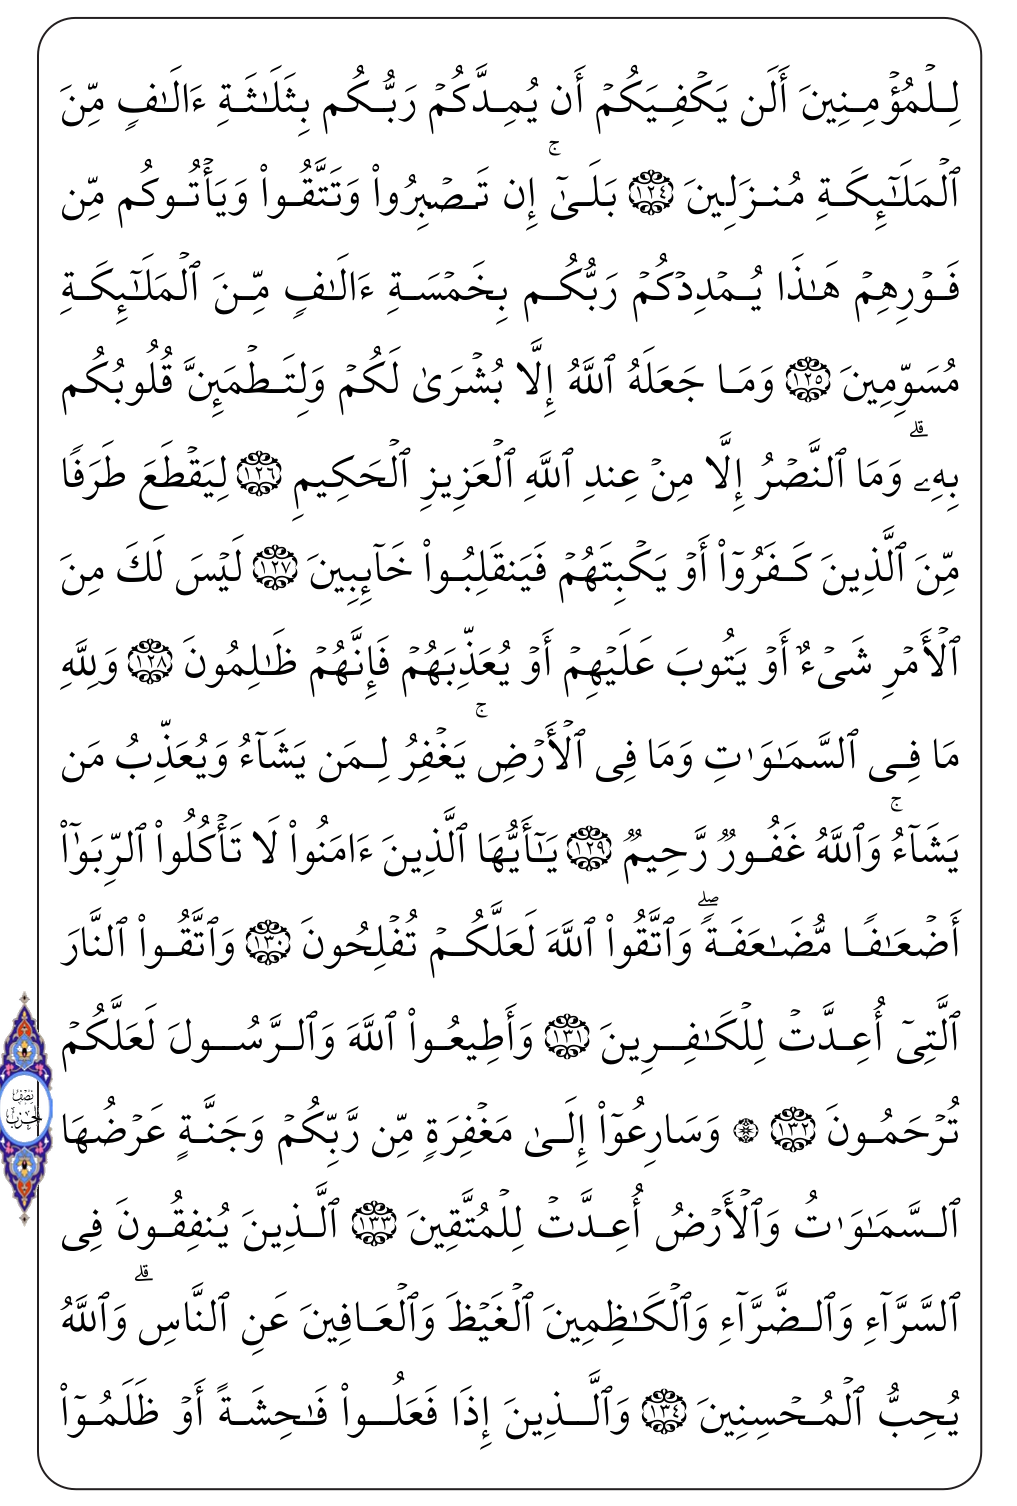 لِلۡمُؤۡمِنِينَ أَلَن يَكۡفِيَكُمۡ أَن يُمِدَّكُمۡ رَبُّكُم بِثَلَٰثَةِ ءَالَٰفٖ مِّنَ
ٱلۡمَلَٰٓئِكَةِ مُنزَلِينَ ١٢٤ بَلَىٰٓۚ إِن تَصۡبِرُواْ وَتَتَّقُواْ وَيَأۡتُوكُم مِّن
فَوۡرِهِمۡ هَٰذَا يُمۡدِدۡكُمۡ رَبُّكُم بِخَمۡسَةِ ءَالَٰفٖ مِّنَ ٱلۡمَلَٰٓئِكَةِ
مُسَوِّمِينَ ١٢٥ وَمَا جَعَلَهُ ٱللَّهُ إِلَّا بُشۡرَىٰ لَكُمۡ وَلِتَطۡمَئِنَّ قُلُوبُكُم
بِهِۦۗ وَمَا ٱلنَّصۡرُ إِلَّا مِنۡ عِندِ ٱللَّهِ ٱلۡعَزِيزِ ٱلۡحَكِيمِ ١٢٦ لِيَقۡطَعَ طَرَفٗا
مِّنَ ٱلَّذِينَ كَفَرُوٓاْ أَوۡ يَكۡبِتَهُمۡ فَيَنقَلِبُواْ خَآئِبِينَ ١٢٧ لَيۡسَ لَكَ مِنَ
ٱلۡأَمۡرِ شَيۡءٌ أَوۡ يَتُوبَ عَلَيۡهِمۡ أَوۡ يُعَذِّبَهُمۡ فَإِنَّهُمۡ ظَٰلِمُونَ ١٢٨ وَلِلَّهِ
مَا فِي ٱلسَّمَٰوَٰتِ وَمَا فِي ٱلۡأَرۡضِۚ يَغۡفِرُ لِمَن يَشَآءُ وَيُعَذِّبُ مَن
يَشَآءُۚ وَٱللَّهُ غَفُورٞ رَّحِيمٞ ١٢٩ يَٰٓأَيُّهَا ٱلَّذِينَ ءَامَنُواْ لَا تَأۡكُلُواْ ٱلرِّبَوٰٓاْ
أَضۡعَٰفٗا مُّضَٰعَفَةٗۖ وَٱتَّقُواْ ٱللَّهَ لَعَلَّكُمۡ تُفۡلِحُونَ ١٣٠ وَٱتَّقُواْ ٱلنَّارَ
ٱلَّتِيٓ أُعِدَّتۡ لِلۡكَٰفِرِينَ ١٣١ وَأَطِيعُواْ ٱللَّهَ وَٱلرَّسُولَ لَعَلَّكُمۡ
تُرۡحَمُونَ ١٣٢ ۞ وَسَارِعُوٓاْ إِلَىٰ مَغۡفِرَةٖ مِّن رَّبِّكُمۡ وَجَنَّةٍ عَرۡضُهَا
نِصْفُ
الحِزْبِ
ٱلسَّمَٰوَٰتُ وَٱلۡأَرۡضُ أُعِدَّتۡ لِلۡمُتَّقِينَ ١٣٣ ٱلَّذِينَ يُنفِقُونَ فِي
ٱلسَّرَّآءِ وَٱلضَّرَّآءِ وَٱلۡكَٰظِمِينَ ٱلۡغَيۡظَ وَٱلۡعَافِينَ عَنِ ٱلنَّاسِۗ وَٱللَّهُ
يُحِبُّ ٱلۡمُحۡسِنِينَ ١٣٤ وَٱلَّذِينَ إِذَا فَعَلُواْ فَٰحِشَةً أَوۡ ظَلَمُوٓاْ